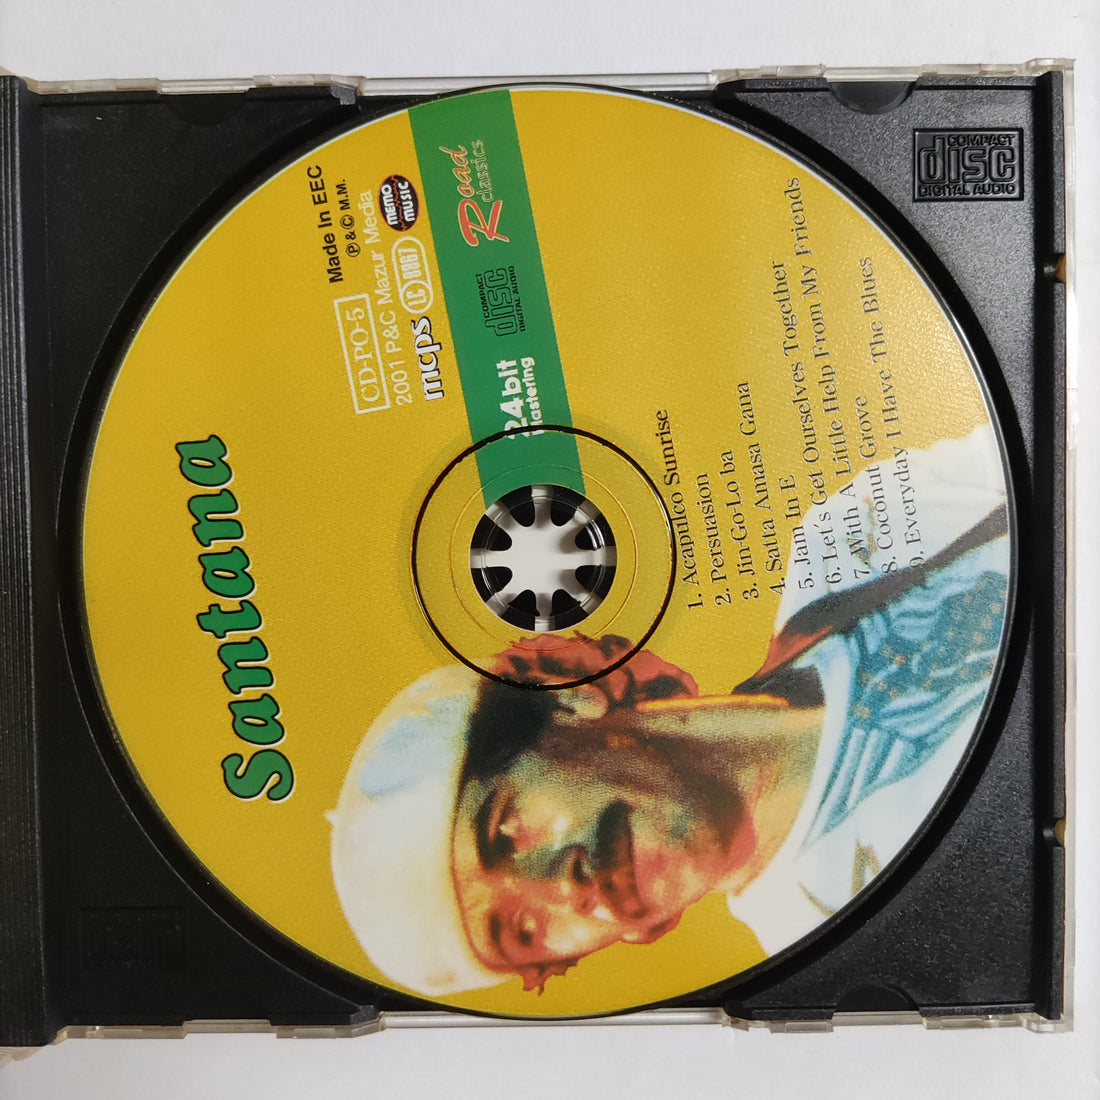 Santana
Made In EEC
P & C M.M.
CD-PO-5
2001 P&C Mazur Media
MEMO
MUSIC
mcps
LC 8867
Road
classics
COMPACT
disc
DIGITAL AUDIO
24bit
Mastering
1. Acapulco Sunrise
2. Persuasion
3. Jin-Go-Lo ba
4. Satta Amasa Gana
5. Jam In E
6. Let's Get Ourselves Together
7. With A Little Help From My Friends
8. Coconut Grove
9. Everyday I Have The Blues
COMPACT
disc
DIGITAL AUDIO